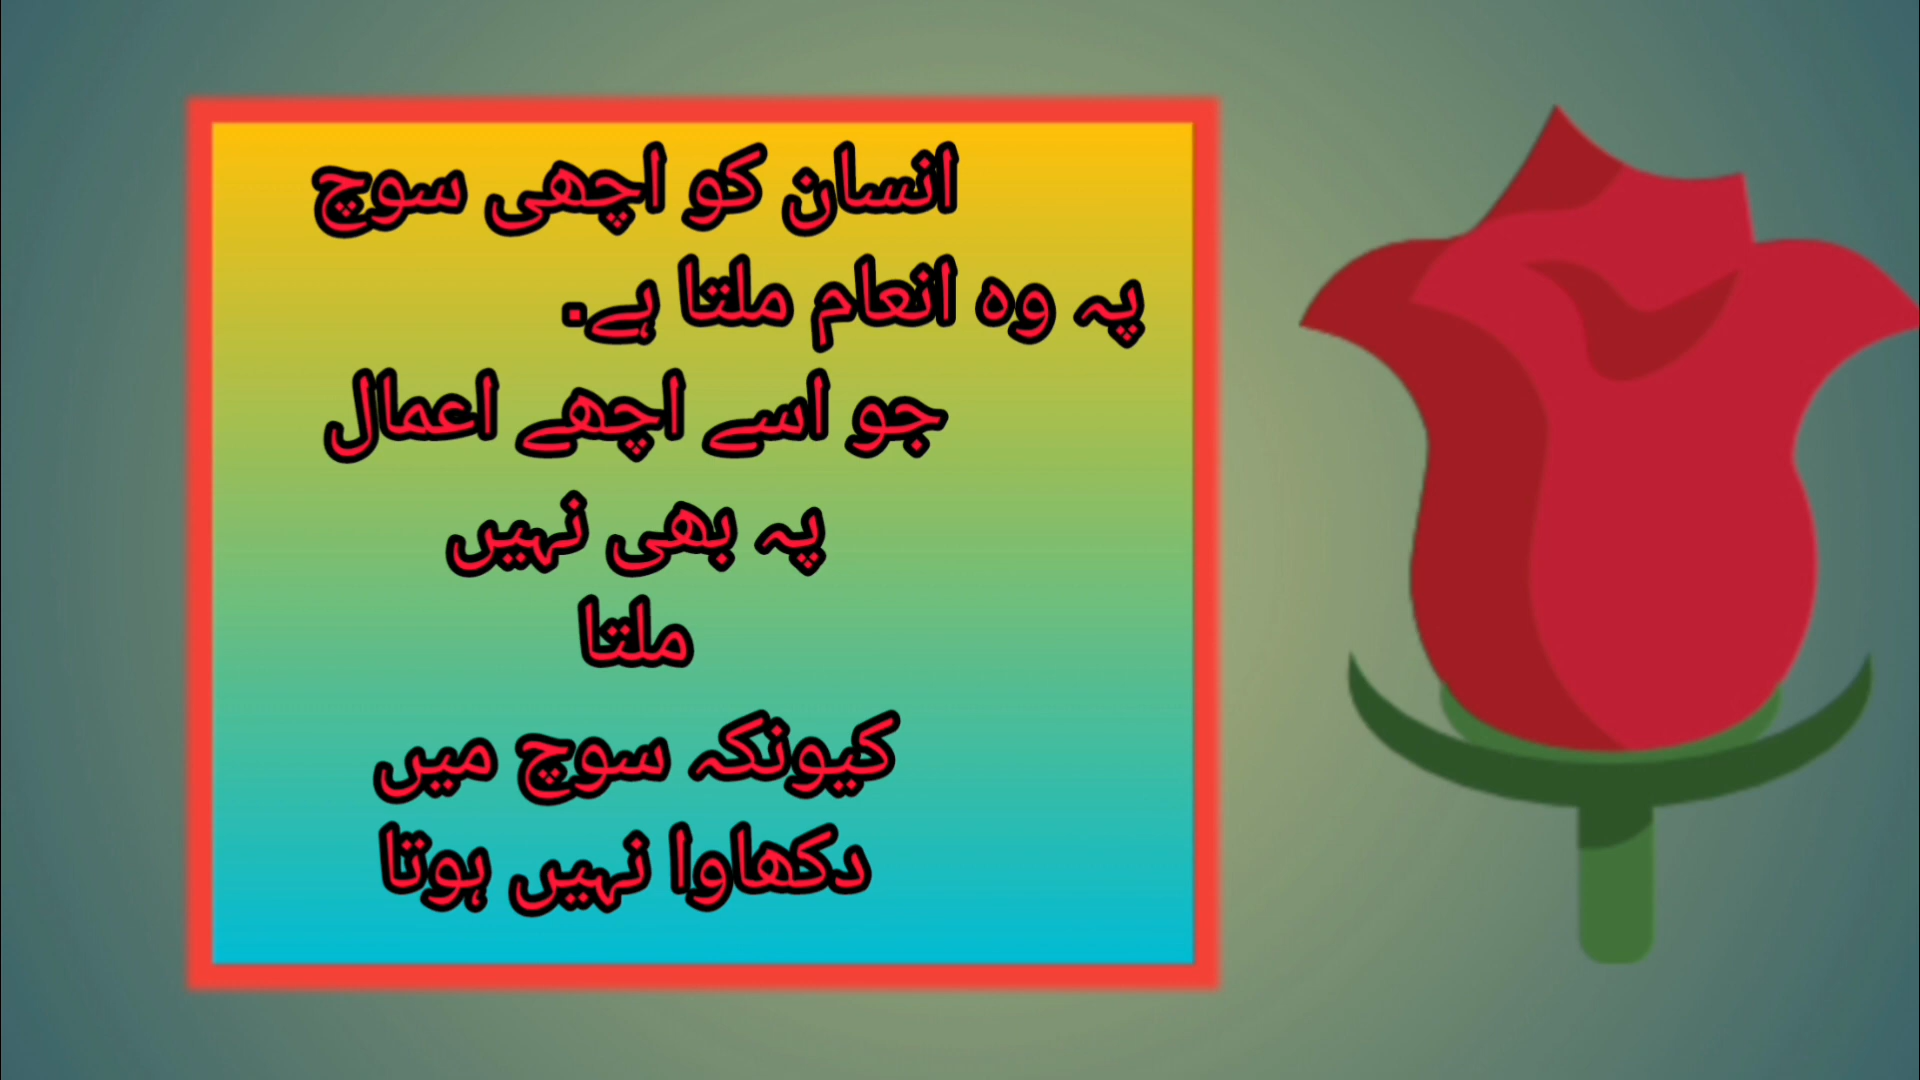 انسان کو اچھی سوچ
پہ وہ انعام ملتا ہے.
جو اسے اچھے اعمال
پہ بھی نہیں
ملتا
کیونکہ سوچ میں
دکھاوا نہیں ہوتا